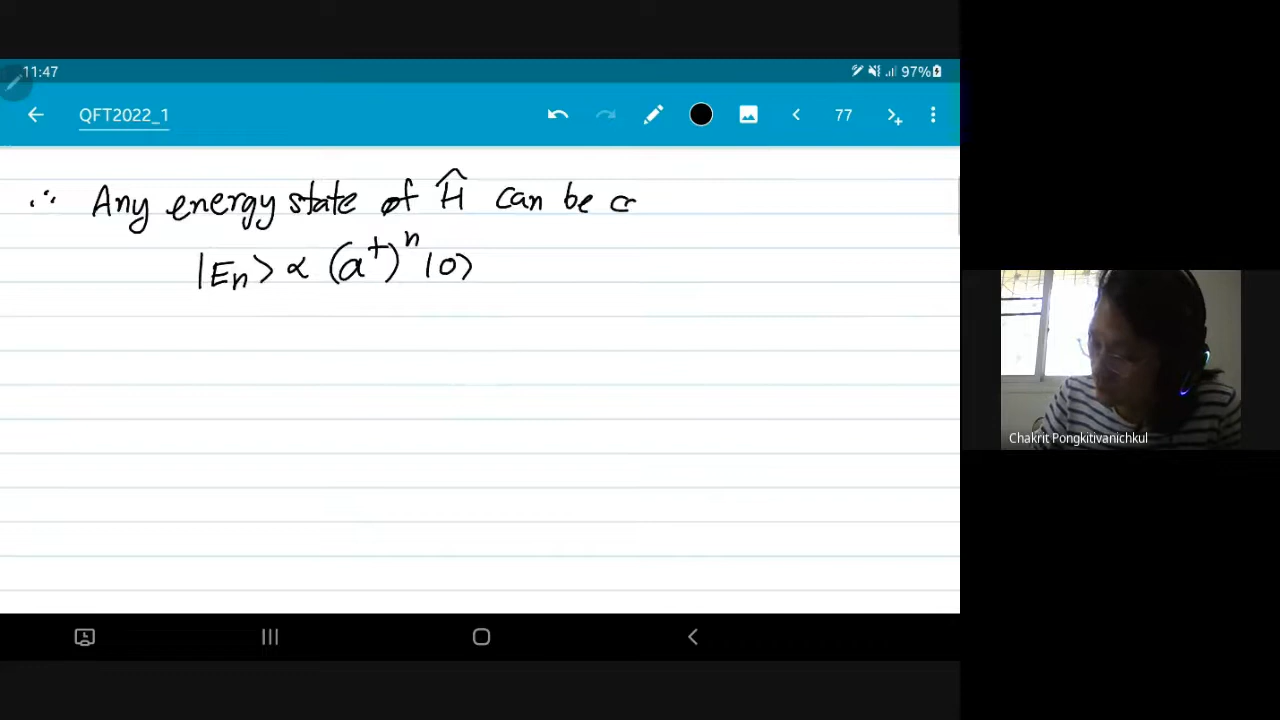 11:47
97%
QFT2022_1
77
∴ Any energy state of Ĥ can be c
|Eₙ> ∝ (a†)ⁿ |0>
Chakrit Pongkitivanichkul